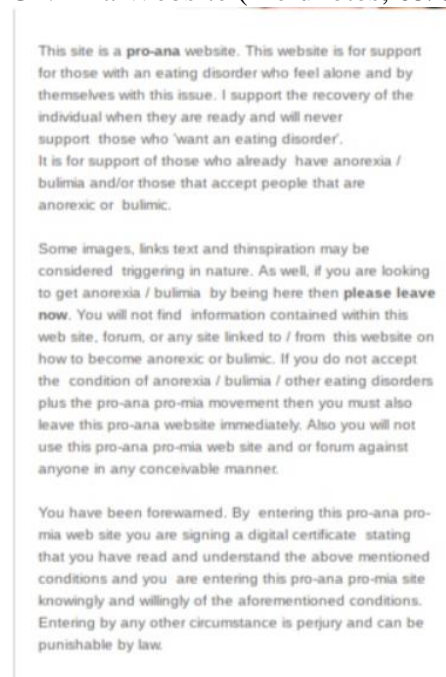 This site is a pro-ana website. This website is for support
for those with an eating disorder who feel alone and by
themselves with this issue. I support the recovery of the
individual when they are ready and will never
support those who 'want an eating disorder'.
It is for support of those who already have anorexia /
bulimia and/or those that accept people that are
anorexic or bulimic.

Some images, links text and thinspiration may be
considered triggering in nature. As well, if you are looking
to get anorexia / bulimia by being here then please leave
now. You will not find information contained within this
web site, forum, or any site linked to / from this website on
how to become anorexic or bulimic. If you do not accept
the condition of anorexia / bulimia / other eating disorders
plus the pro-ana pro-mia movement then you must also
leave this pro-ana website immediately. Also you will not
use this pro-ana pro-mia web site and or forum against
anyone in any conceivable manner.

You have been forewarned. By entering this pro-ana pro-
mia web site you are signing a digital certificate stating
that you have read and understand the above mentioned
conditions and you are entering this pro-ana pro-mia site
knowingly and willingly of the aforementioned conditions.
Entering by any other circumstance is perjury and can be
punishable by law.